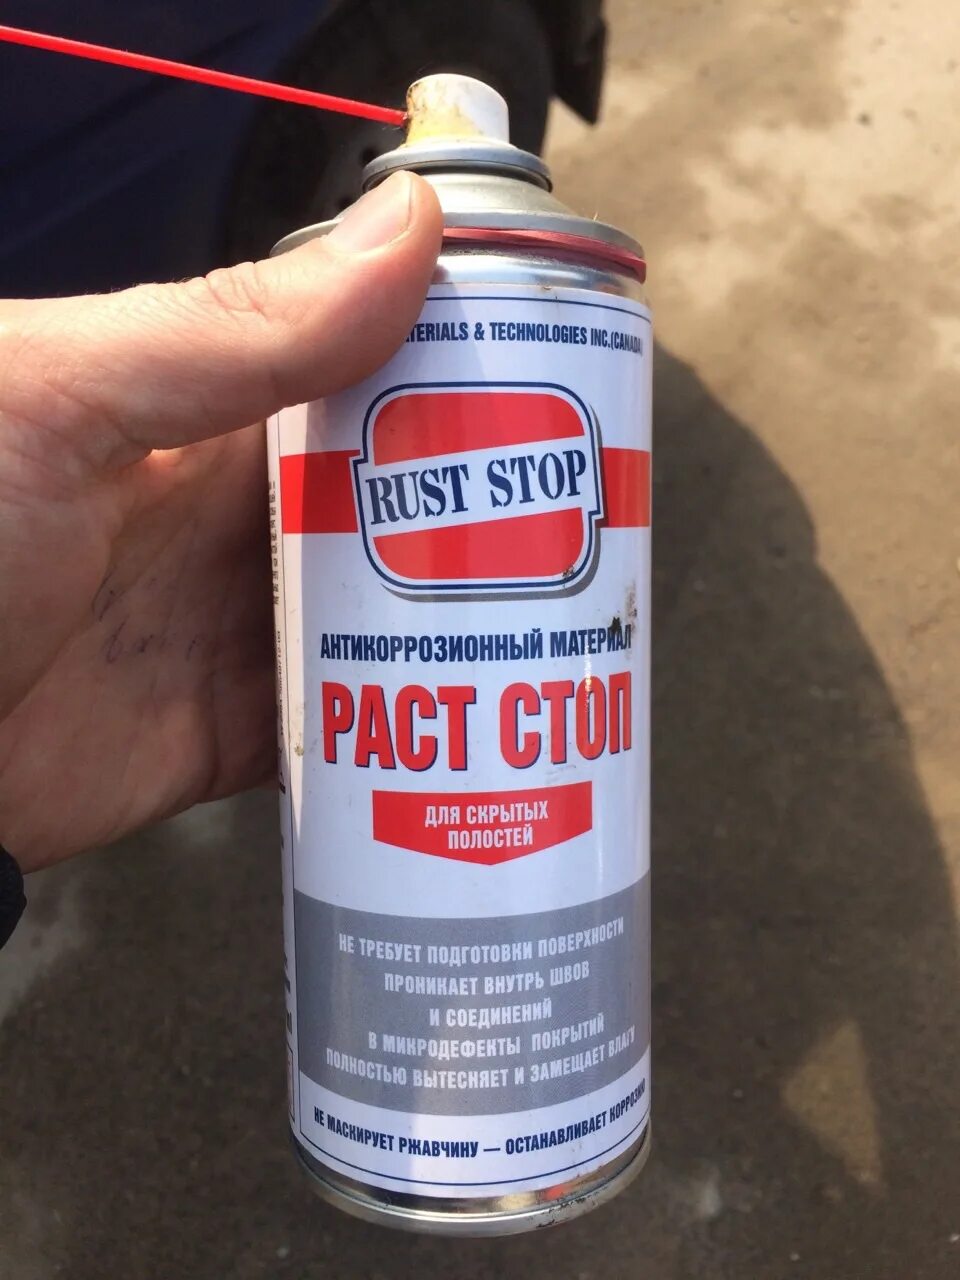 & TECHNOLOGIES INC.(CANADA)
RUST STOP
АНТИКОРРОЗИОННЫЙ МАТЕРИАЛ
РАСТ СТОП
ДЛЯ СКРЫТЫХ
ПОЛОСТЕЙ
НЕ ТРЕБУЕТ ПОДГОТОВКИ ПОВЕРХНОСТИ
ПРОНИКАЕТ ВНУТРЬ ШВОВ
И СОЕДИНЕНИЙ
В МИКРОДЕФЕКТЫ ПОКРЫТИЙ
ПОЛНОСТЬЮ ВЫТЕСНЯЕТ И ЗАМЕЩАЕТ ВЛАГУ
НЕ МАСКИРУЕТ РЖАВЧИНУ — ОСТАНАВЛИВАЕТ КОРРОЗИЮ